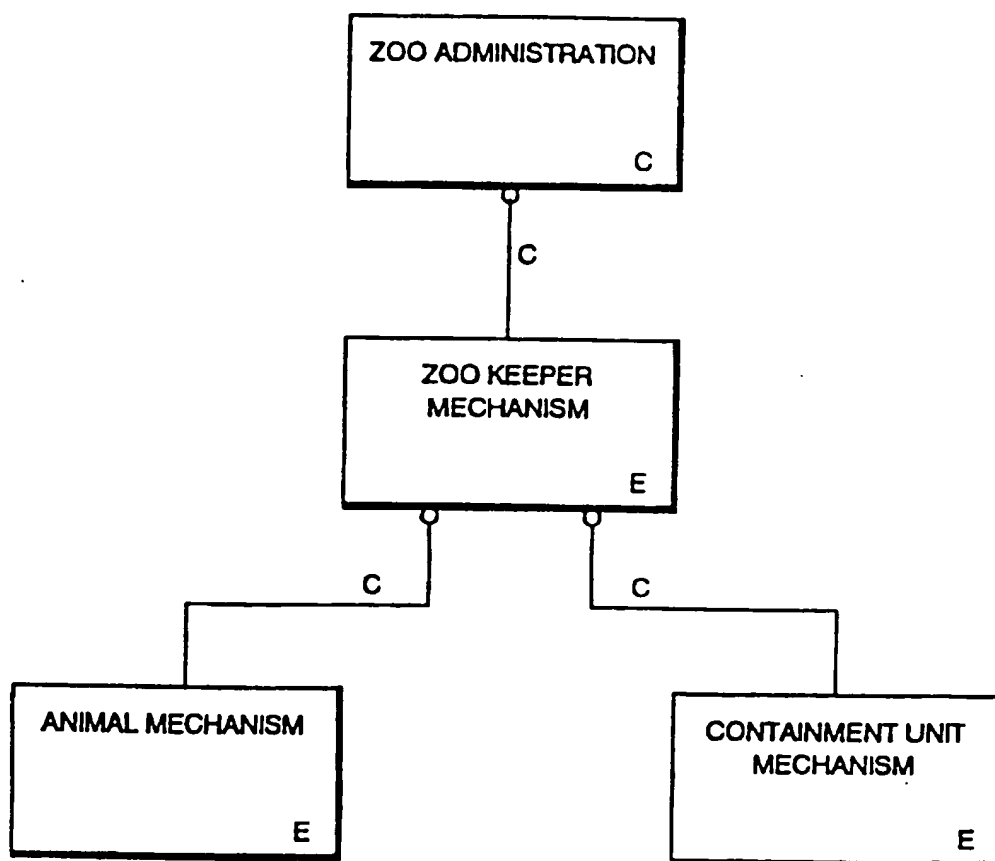 ZOO ADMINISTRATION
C
C
ZOO KEEPER
MECHANISM
E
C
C
ANIMAL MECHANISM
E
CONTAINMENT UNIT
MECHANISM
E